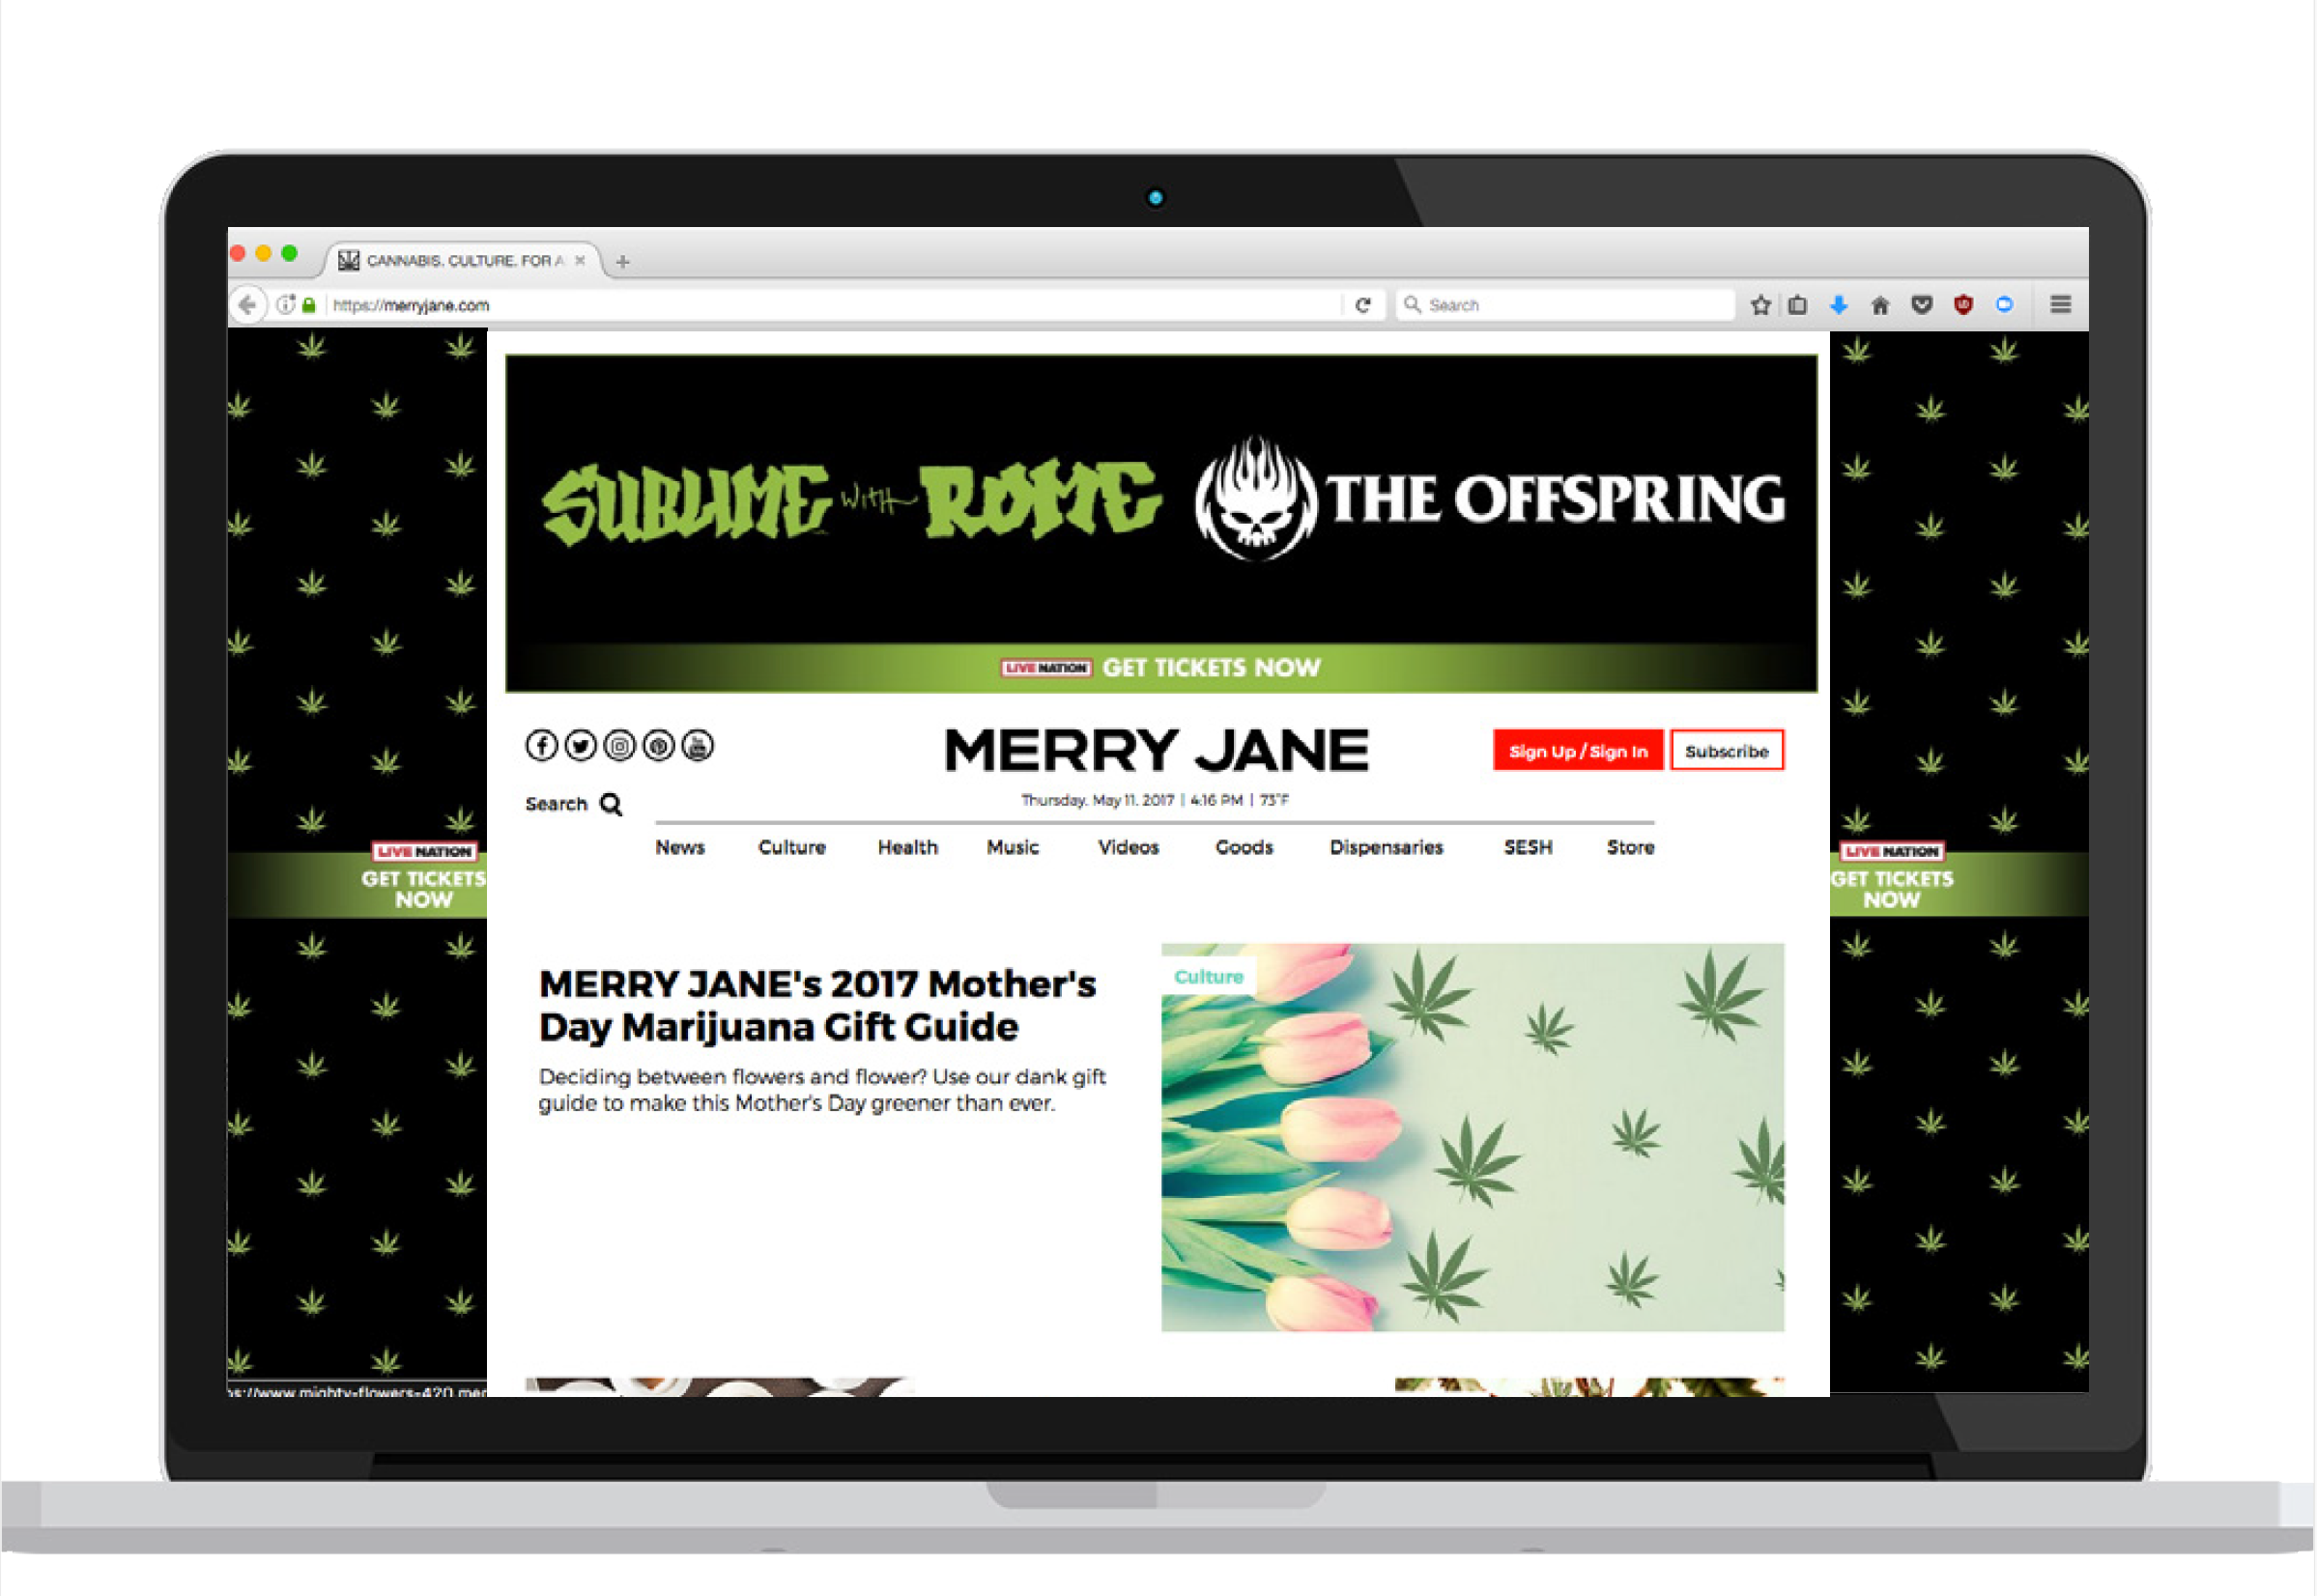 CANNABIS. CULTURE. FOR A
https://merryjane.com
Search
SUBLIME with ROME THE OFFSPRING
LIVE NATION GET TICKETS NOW
MERRY JANE
Sign Up / Sign In Subscribe
Search
Thursday. May 11. 2017 | 4:16 PM | 73°F
News Culture Health Music Videos Goods Dispensaries SESH Store
LIVE NATION
GET TICKETS
NOW
LIVE NATION
GET TICKETS
NOW
MERRY JANE's 2017 Mother's
Day Marijuana Gift Guide
Deciding between flowers and flower? Use our dank gift
guide to make this Mother's Day greener than ever.
Culture
s://www.mighty-flowers-420.mer